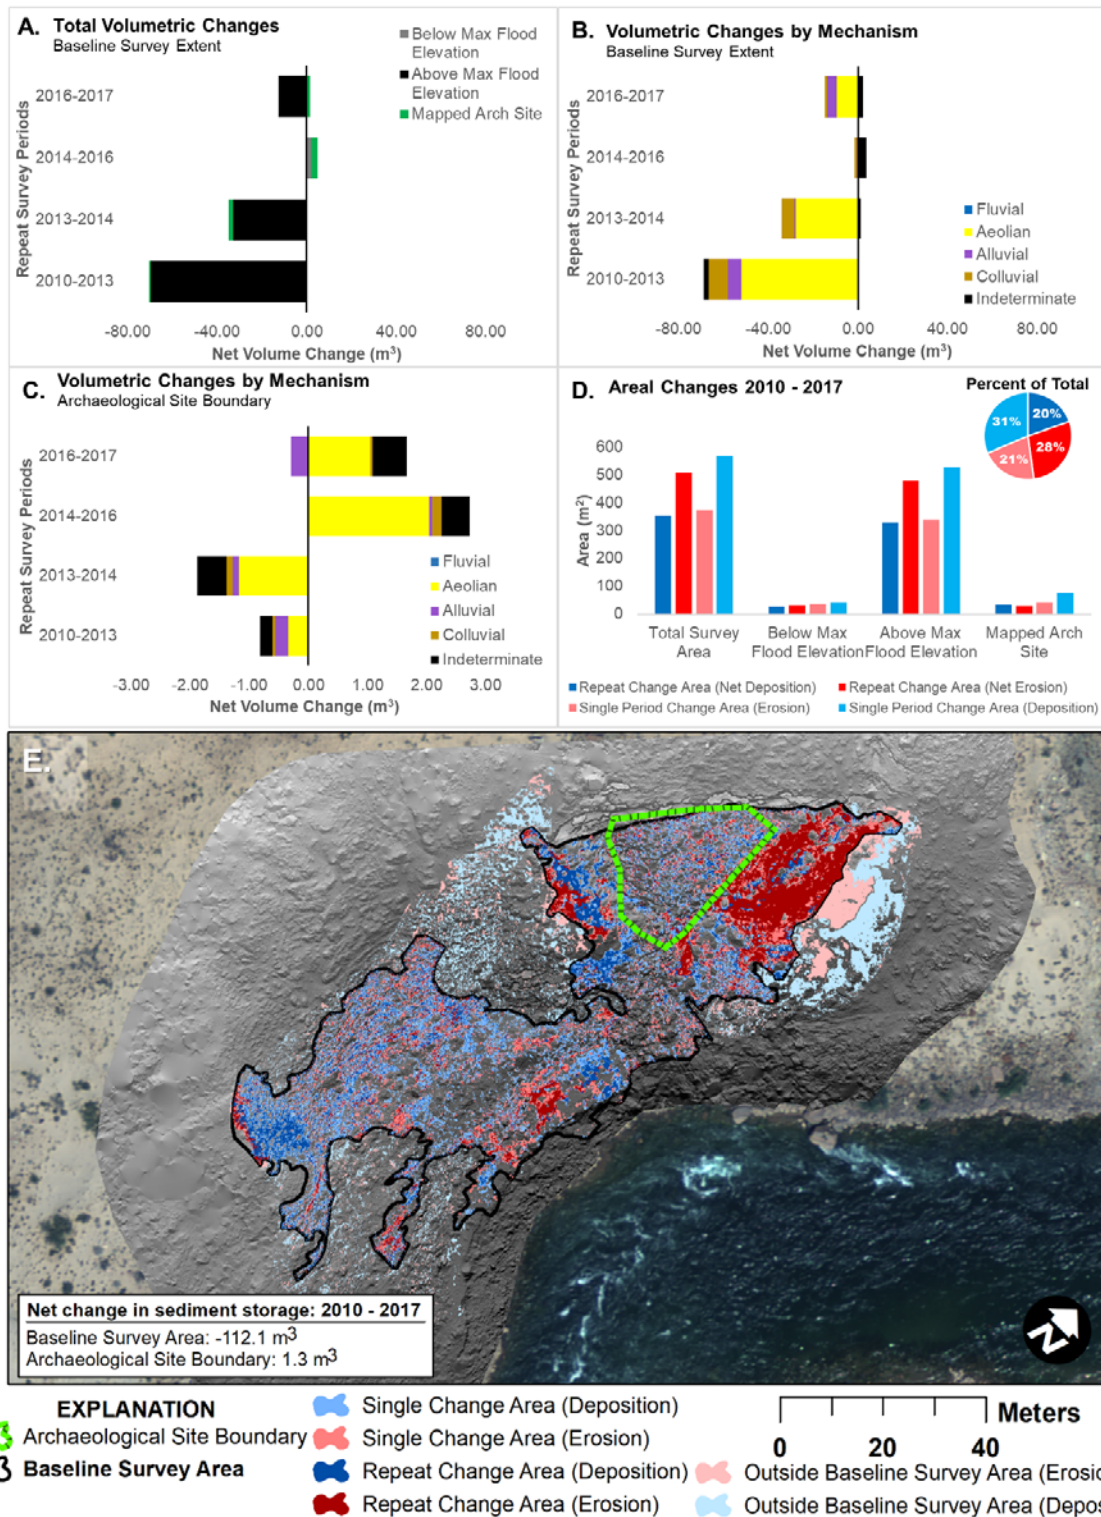 A. Total Volumetric Changes
Baseline Survey Extent
Below Max Flood
Elevation
Above Max Flood
Elevation
Mapped Arch Site
Repeat Survey Periods
2016-2017
2014-2016
2013-2014
2010-2013
-80.00 -40.00 0.00 40.00 80.00
Net Volume Change (m³)
B. Volumetric Changes by Mechanism
Baseline Survey Extent
Repeat Survey Periods
2016-2017
2014-2016
2013-2014
2010-2013
Fluvial
Aeolian
Alluvial
Colluvial
Indeterminate
-80.00 -40.00 0.00 40.00 80.00
Net Volume Change (m³)
C. Volumetric Changes by Mechanism
Archaeological Site Boundary
Repeat Survey Periods
2016-2017
2014-2016
2013-2014
2010-2013
Fluvial
Aeolian
Alluvial
Colluvial
Indeterminate
-3.00 -2.00 -1.00 0.00 1.00 2.00 3.00
Net Volume Change (m³)
D. Areal Changes 2010 - 2017
Percent of Total
31% 20%
21% 28%
Area (m²)
600
500
400
300
200
100
0
Total Survey Below Max Above Max Mapped Arch
Area Flood Elevation Flood Elevation Site
Repeat Change Area (Net Deposition) Repeat Change Area (Net Erosion)
Single Period Change Area (Erosion) Single Period Change Area (Deposition)
E.
Net change in sediment storage: 2010 - 2017
Baseline Survey Area: -112.1 m³
Archaeological Site Boundary: 1.3 m³
N
EXPLANATION
Archaeological Site Boundary
Baseline Survey Area
Single Change Area (Deposition)
Single Change Area (Erosion)
Repeat Change Area (Deposition)
Repeat Change Area (Erosion)
Meters
0 20 40
Outside Baseline Survey Area (Erosic
Outside Baseline Survey Area (Depos